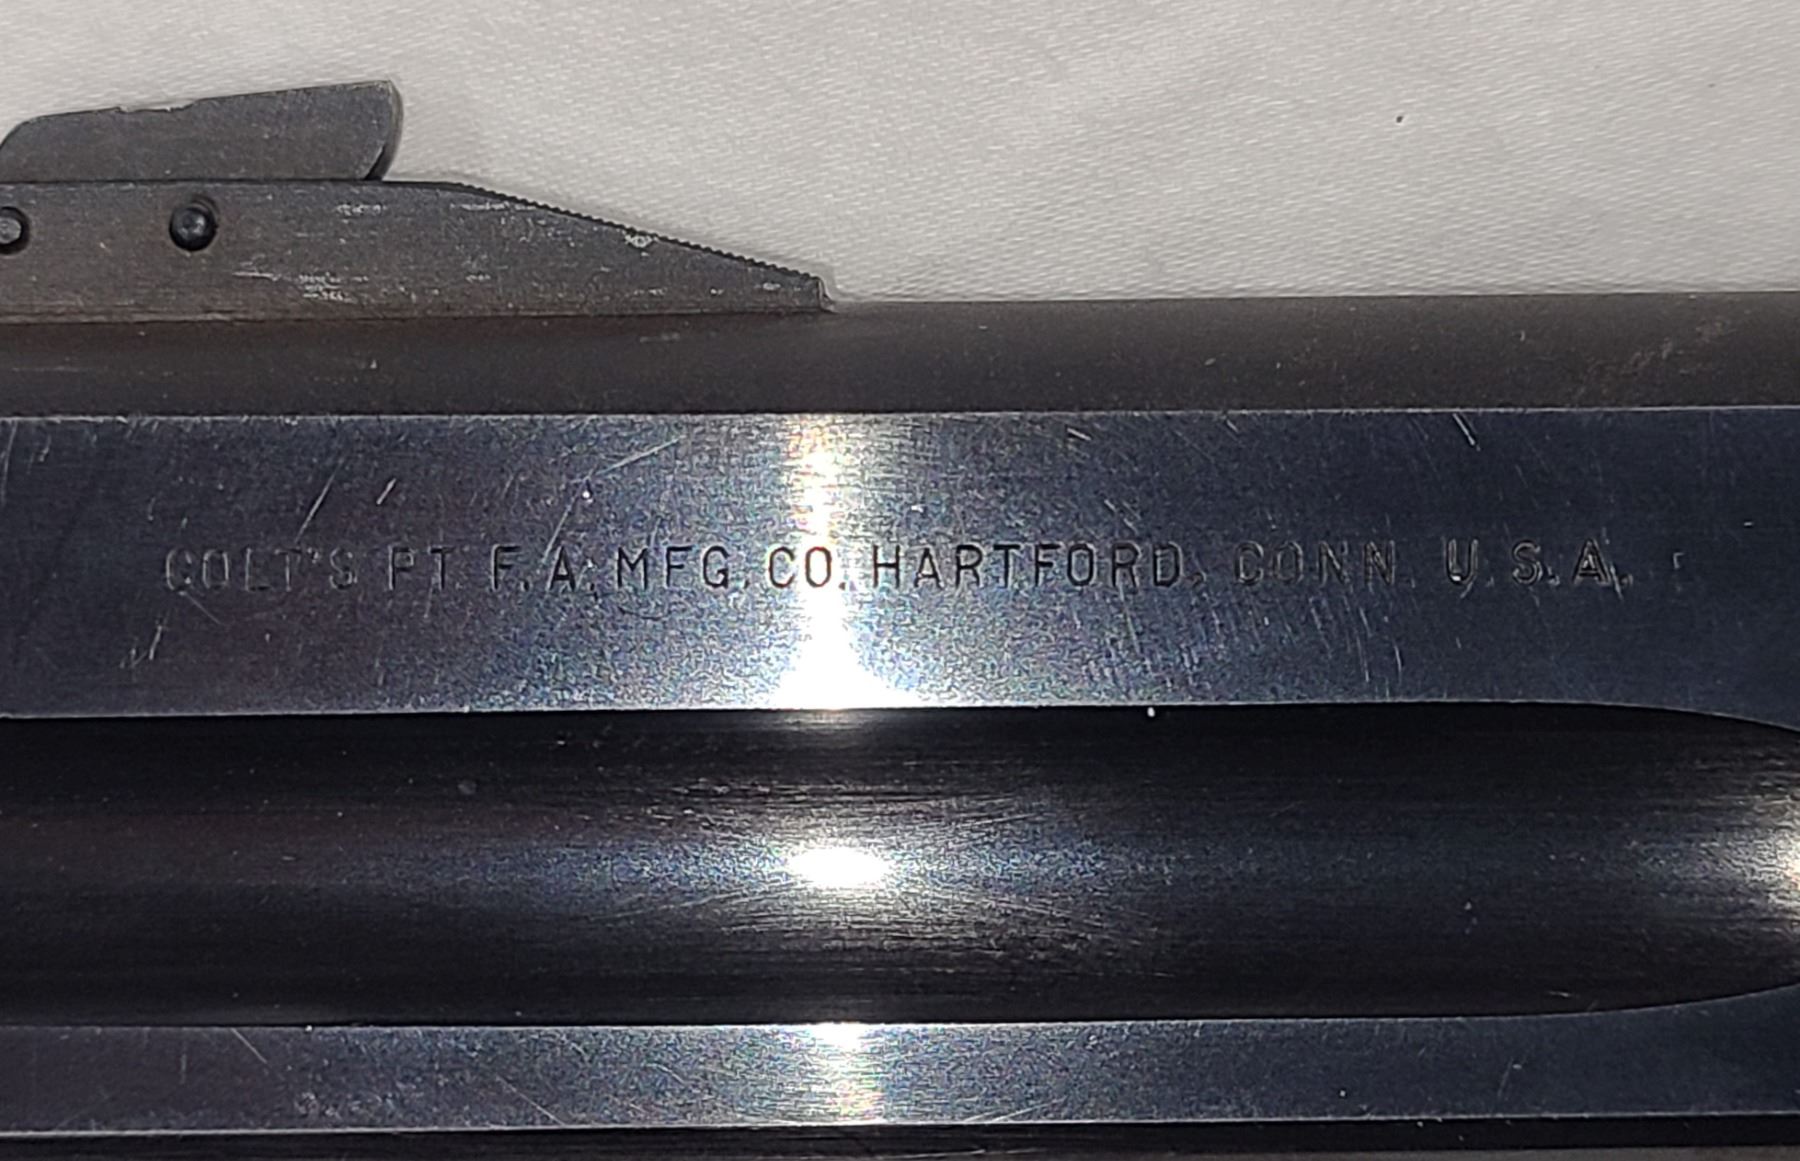 COLT'S PT. F.A. MFG. CO. HARTFORD, CONN. U.S.A.